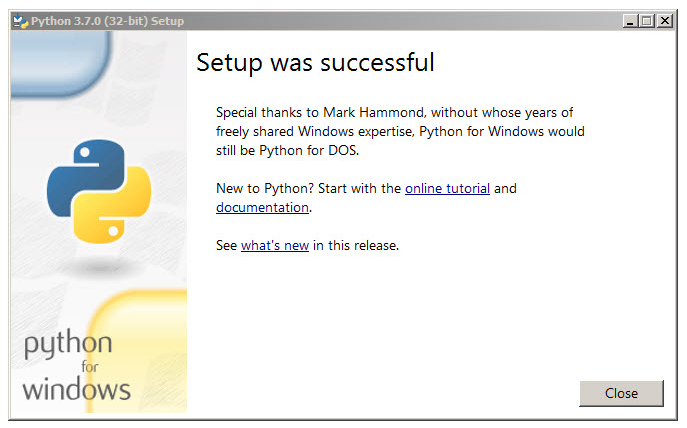 Python 3.7.0 (32-bit) Setup
Setup was successful
Special thanks to Mark Hammond, without whose years of
freely shared Windows expertise, Python for Windows would
still be Python for DOS.
New to Python? Start with the online tutorial and
documentation.
See what's new in this release.
python
for
windows
Close